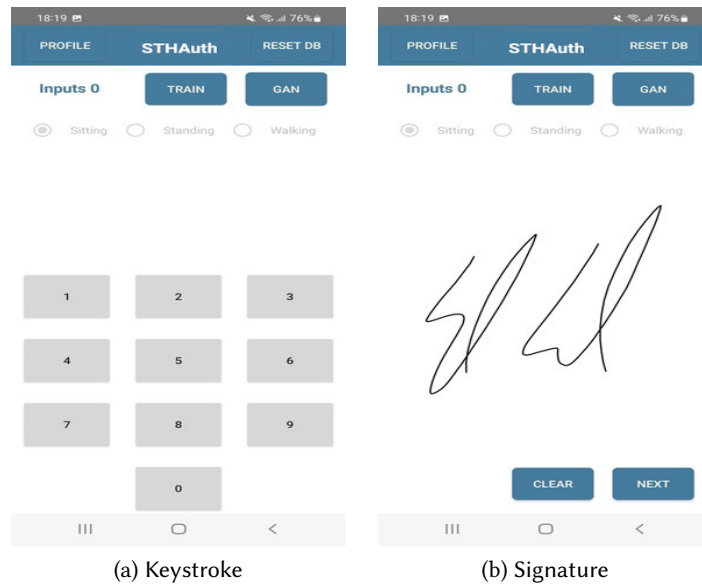 18:19 76%
PROFILE STHAuth RESET DB
Inputs 0 TRAIN GAN
Sitting Standing Walking
1 2 3
4 5 6
7 8 9
0
(a) Keystroke
18:19 76%
PROFILE STHAuth RESET DB
Inputs 0 TRAIN GAN
Sitting Standing Walking
CLEAR NEXT
(b) Signature